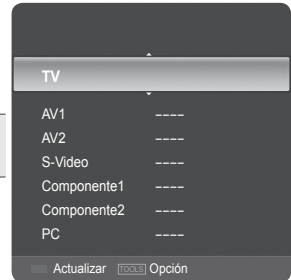 TV
AV1 ----
AV2 ----
S-Video ----
Componente1 ----
Componente2 ----
PC ----
Actualizar TOOLS Opción